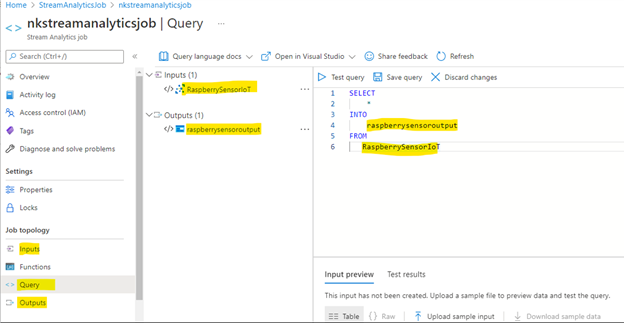 Home > StreamAnalyticsJob > nkstreamanalyticsjob
nkstreamanalyticsjob | Query ...
Stream Analytics job
Search (Ctrl+/) «
Overview
Activity log
Access control (IAM)
Tags
Diagnose and solve problems
Settings
Properties
Locks
Job topology
Inputs
Functions
Query
Outputs
Query language docs
Open in Visual Studio
Share feedback
Refresh
Inputs (1)
RaspberrySensorIoT ...
Outputs (1)
raspberrysensoroutput ...
Test query
Save query
Discard changes
1 SELECT
2 *
3 INTO
4 raspberrysensoroutput
5 FROM
6 RaspberrySensorIoT
Input preview Test results
This input has not been created. Upload a sample file to preview data and test the query.
Table {} Raw Upload sample input Download sample data